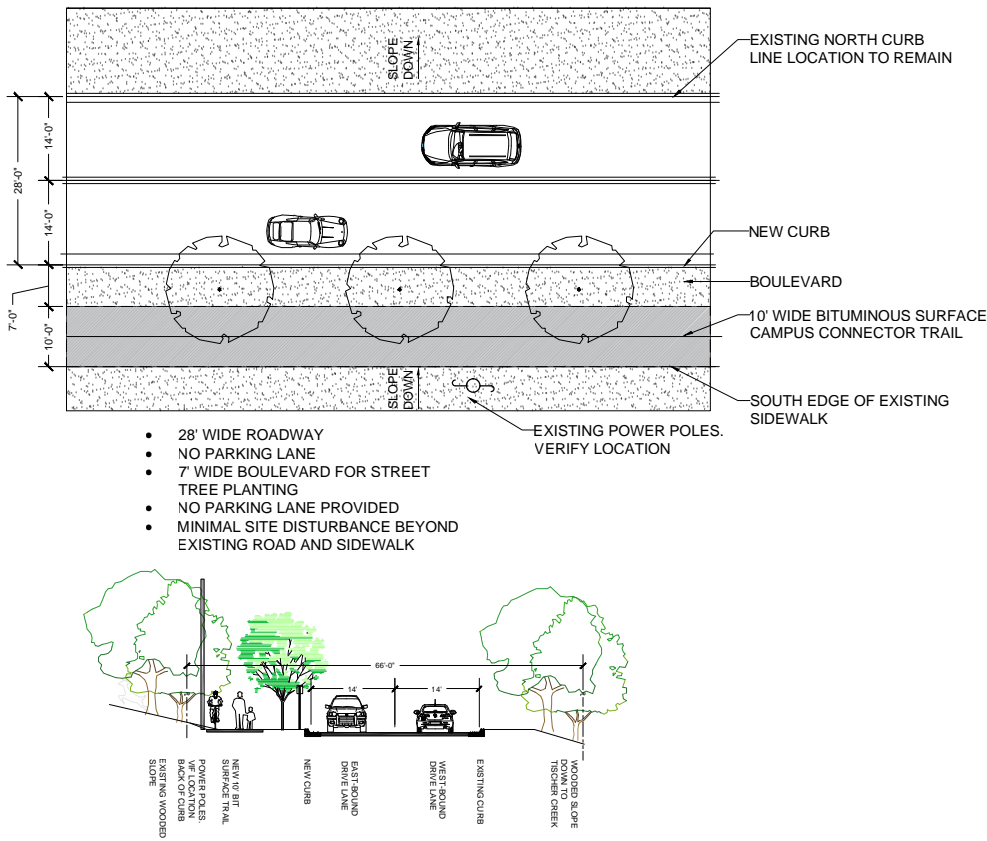 SLOPE
DOWN
EXISTING NORTH CURB
LINE LOCATION TO REMAIN
28'-0"
14'-0"
14'-0"
7'-0"
10'-0"
NEW CURB
BOULEVARD
10' WIDE BITUMINOUS SURFACE
CAMPUS CONNECTOR TRAIL
SLOPE
DOWN
SOUTH EDGE OF EXISTING
SIDEWALK
EXISTING POWER POLES.
VERIFY LOCATION
• 28' WIDE ROADWAY
• NO PARKING LANE
• 7' WIDE BOULEVARD FOR STREET
TREE PLANTING
• NO PARKING LANE PROVIDED
• MINIMAL SITE DISTURBANCE BEYOND
EXISTING ROAD AND SIDEWALK
66'-0"
14'
14'
EXISTING WOODED
SLOPE
POWER POLES.
VIF LOCATION
BACK OF CURB
NEW 10' BIT
SURFACE TRAIL
NEW CURB
EAST-BOUND
DRIVE LANE
WEST-BOUND
DRIVE LANE
EXISTING CURB
WOODED SLOPE
DOWN TO
TISCHER CREEK